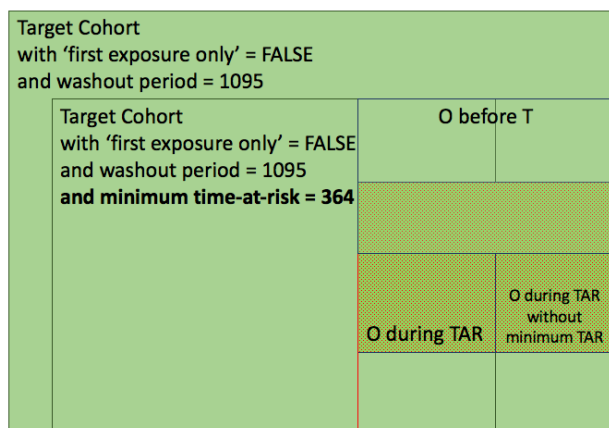 Target Cohort
with ‘first exposure only’ = FALSE
and washout period = 1095
Target Cohort
with ‘first exposure only’ = FALSE
and washout period = 1095
and minimum time-at-risk = 364
O before T
O during TAR
O during TAR
without
minimum TAR